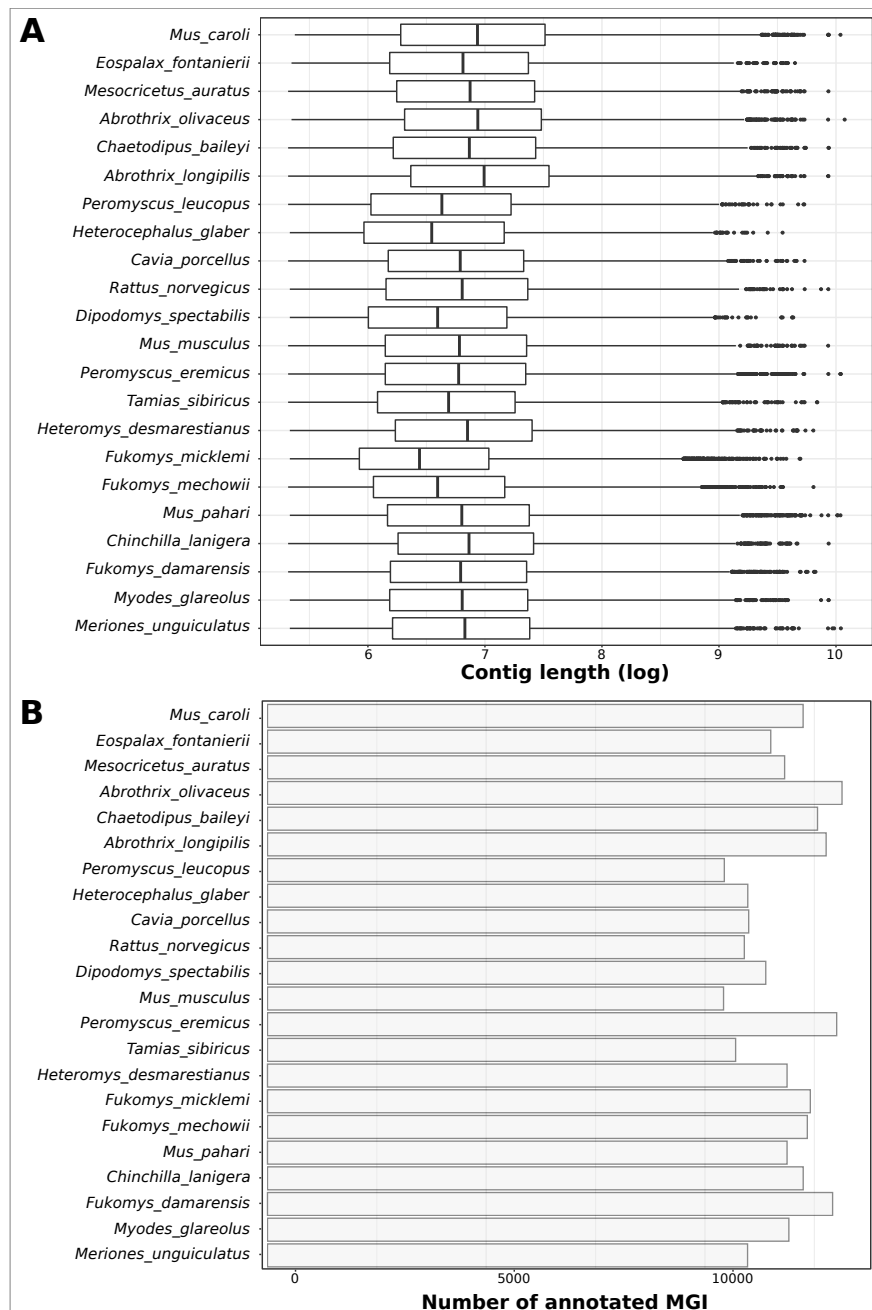 A
Mus_caroli
Eospalax_fontanierii
Mesocricetus_auratus
Abrothrix_olivaceus
Chaetodipus_baileyi
Abrothrix_longipilis
Peromyscus_leucopus
Heterocephalus_glaber
Cavia_porcellus
Rattus_norvegicus
Dipodomys_spectabilis
Mus_musculus
Peromyscus_eremicus
Tamias_sibiricus
Heteromys_desmarestianus
Fukomys_micklemi
Fukomys_mechowii
Mus_pahari
Chinchilla_lanigera
Fukomys_damarensis
Myodes_glareolus
Meriones_unguiculatus
6 7 8 9 10
Contig length (log)
B
Mus_caroli
Eospalax_fontanierii
Mesocricetus_auratus
Abrothrix_olivaceus
Chaetodipus_baileyi
Abrothrix_longipilis
Peromyscus_leucopus
Heterocephalus_glaber
Cavia_porcellus
Rattus_norvegicus
Dipodomys_spectabilis
Mus_musculus
Peromyscus_eremicus
Tamias_sibiricus
Heteromys_desmarestianus
Fukomys_micklemi
Fukomys_mechowii
Mus_pahari
Chinchilla_lanigera
Fukomys_damarensis
Myodes_glareolus
Meriones_unguiculatus
0 5000 10000
Number of annotated MGI